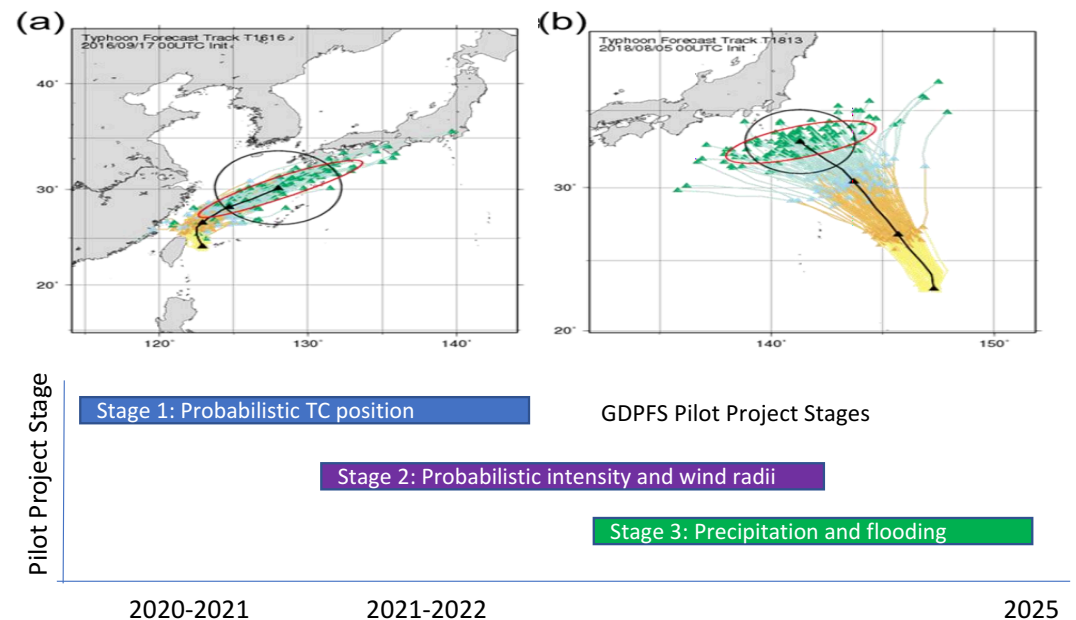 (a)
(b)
Typhoon Forecast Track T1616
2016/09/17 00UTC Init
Typhoon Forecast Track T1813
2018/08/05 00UTC Init
40°
30°
20°
120°
130°
140°
30°
20°
140°
150°
Pilot Project Stage
Stage 1: Probabilistic TC position
GDPFS Pilot Project Stages
Stage 2: Probabilistic intensity and wind radii
Stage 3: Precipitation and flooding
2020-2021
2021-2022
2025